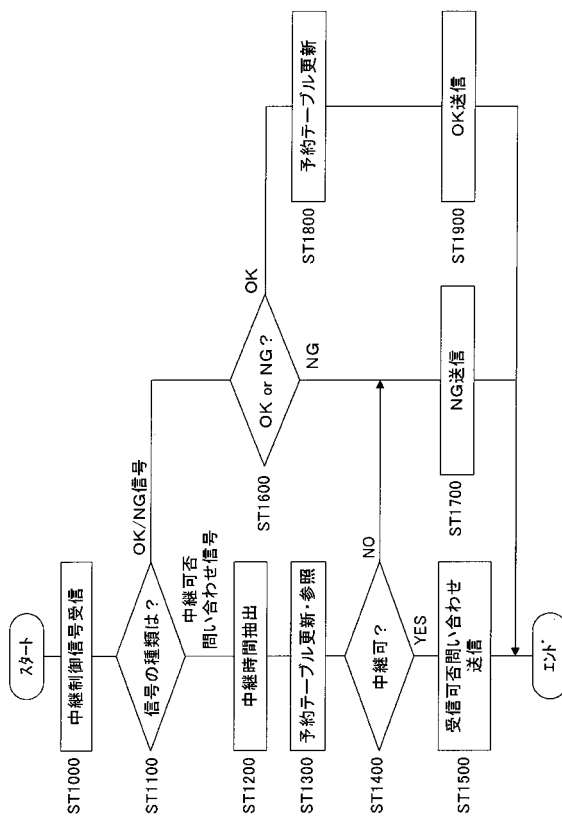 スタート
ST1000
中継制御信号受信
ST1100
信号の種類は？
OK/NG信号
中継可否
問い合わせ信号
ST1200
中継時間抽出
ST1300
予約テーブル更新・参照
ST1400
中継可？
NO
YES
ST1500
受信可否問い合わせ
送信
エンド
ST1600
OK or NG？
OK
NG
ST1700
NG送信
ST1800
予約テーブル更新
ST1900
OK送信